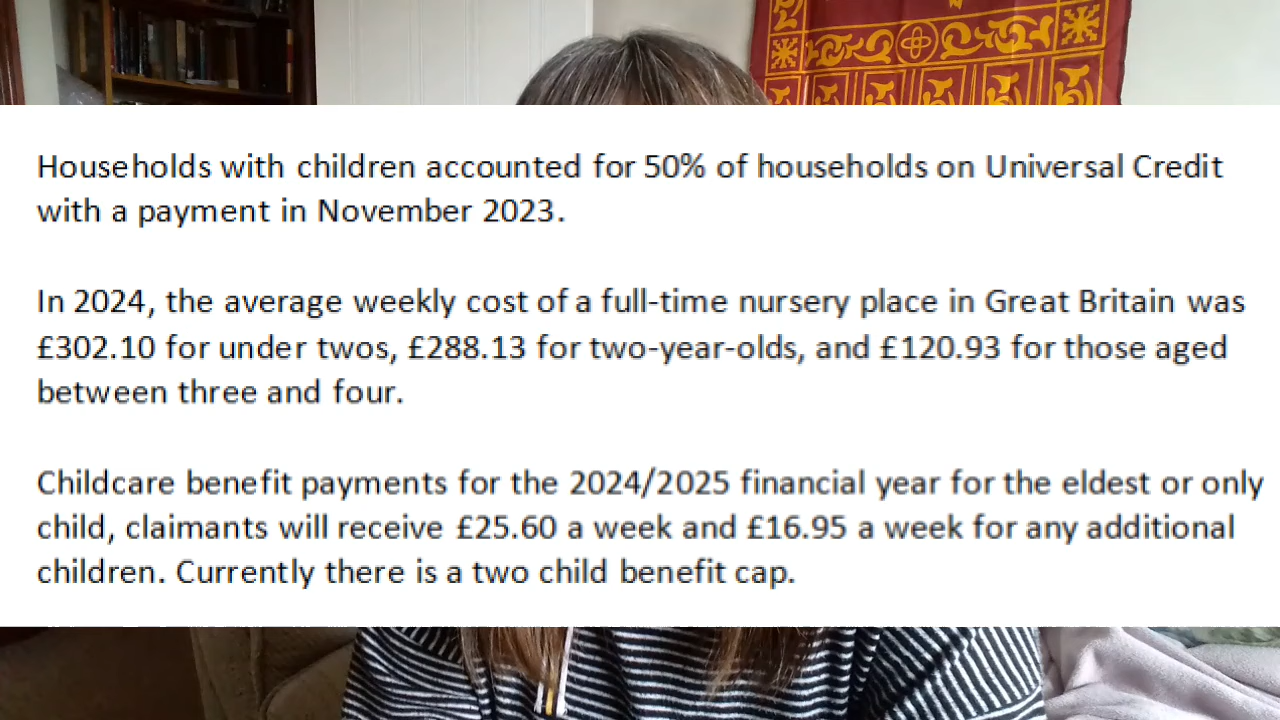 Households with children accounted for 50% of households on Universal Credit
with a payment in November 2023.
In 2024, the average weekly cost of a full-time nursery place in Great Britain was
£302.10 for under twos, £288.13 for two-year-olds, and £120.93 for those aged
between three and four.
Childcare benefit payments for the 2024/2025 financial year for the eldest or only
child, claimants will receive £25.60 a week and £16.95 a week for any additional
children. Currently there is a two child benefit cap.